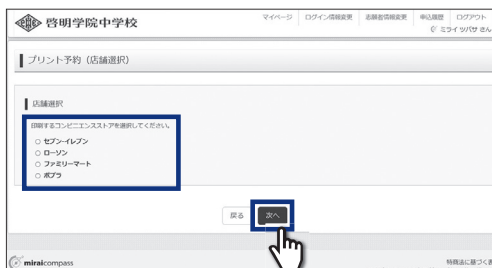 啓明学院中学校
マイページ ログイン情報変更 志願者情報変更 申込履歴 ログアウト
ミライ ツバサ さん
プリント予約（店舗選択）
店舗選択
印刷するコンビニエンスストアを選択してください。
セブン-イレブン
ローソン
ファミリーマート
ポプラ
戻る 次へ
miraicompass 特商法に基づく表